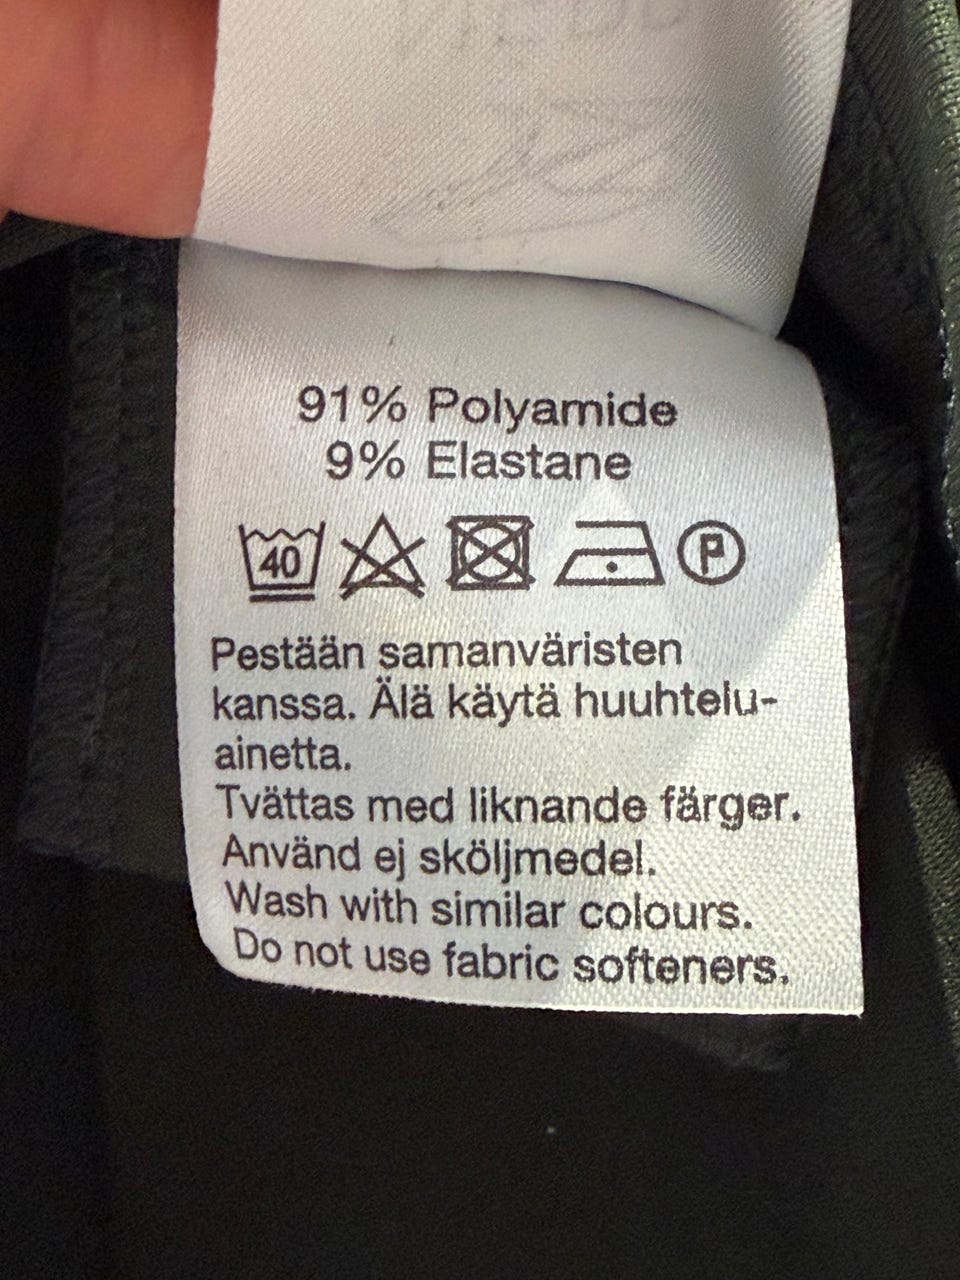 91% Polyamide
9% Elastane
40 P
Pestään samanväristen
kanssa. Älä käytä huuhtelu-
ainetta.
Tvättas med liknande färger.
Använd ej sköljmedel.
Wash with similar colours.
Do not use fabric softeners.